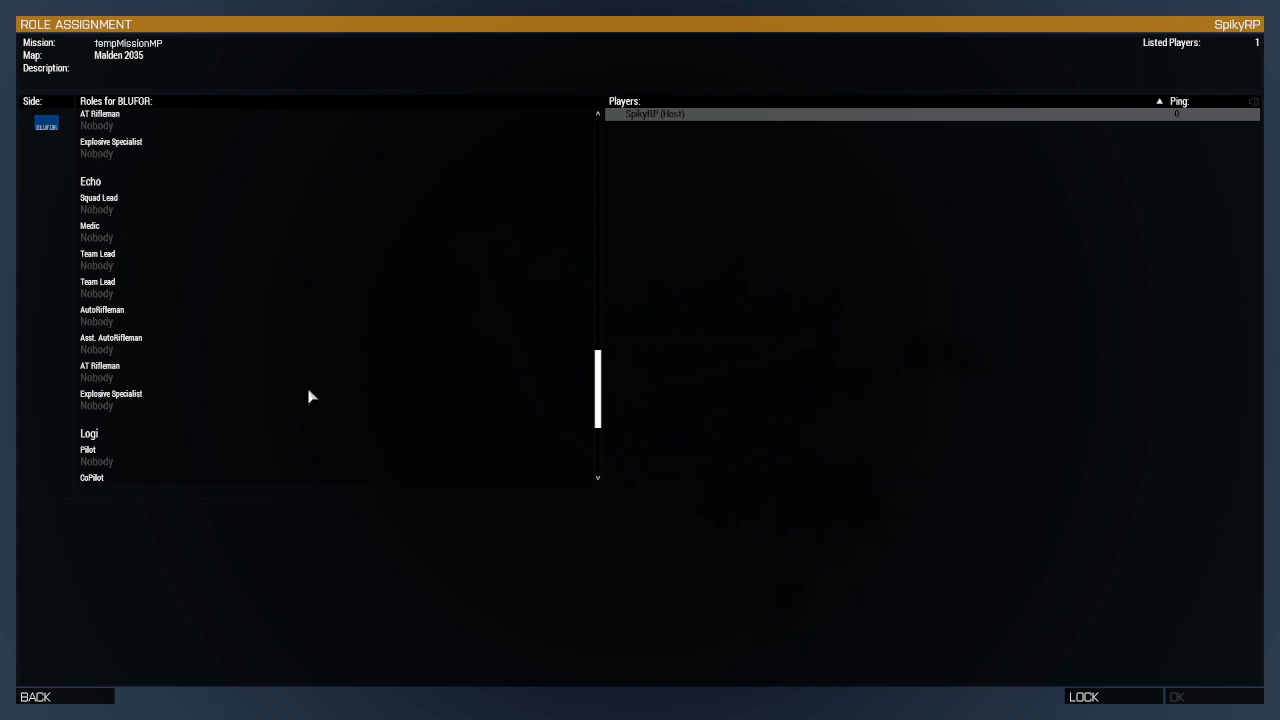 ROLE ASSIGNMENT SpikyRP
Mission: tempMissionMP Listed Players: 1
Map: Malden 2035
Description:
Side: Roles for BLUFOR: Players: Ping:
BLUFOR
AT Rifleman
Nobody
SpikyRP (Host) 0
Explosive Specialist
Nobody
Echo
Squad Lead
Nobody
Medic
Nobody
Team Lead
Nobody
Team Lead
Nobody
AutoRifleman
Nobody
Asst. AutoRifleman
Nobody
AT Rifleman
Nobody
Explosive Specialist
Nobody
Logi
Pilot
Nobody
CoPilot
BACK LOCK OK